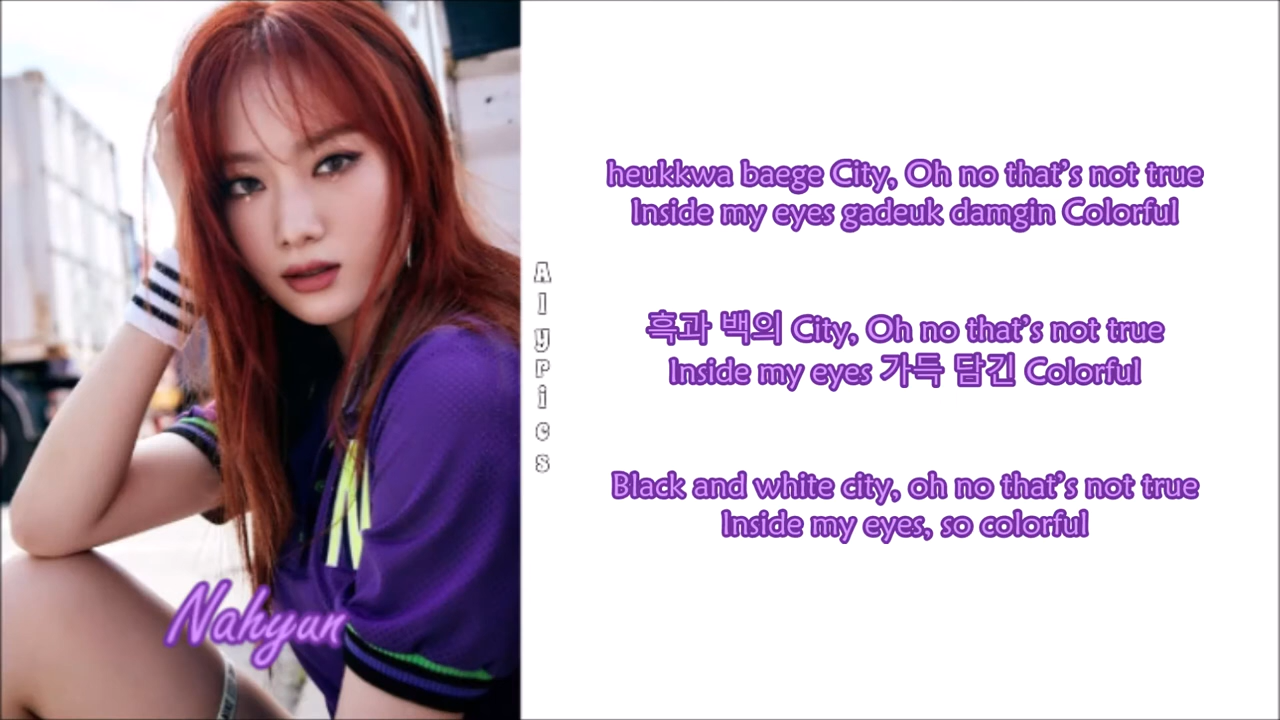 heukkwa baege City, Oh no that's not true
Inside my eyes gadeuk damgin Colorful
Alyrics
흑과 백의 City, Oh no that's not true
Inside my eyes 가득 담긴 Colorful
Black and white city, oh no that's not true
Inside my eyes, so colorful
Nahyun